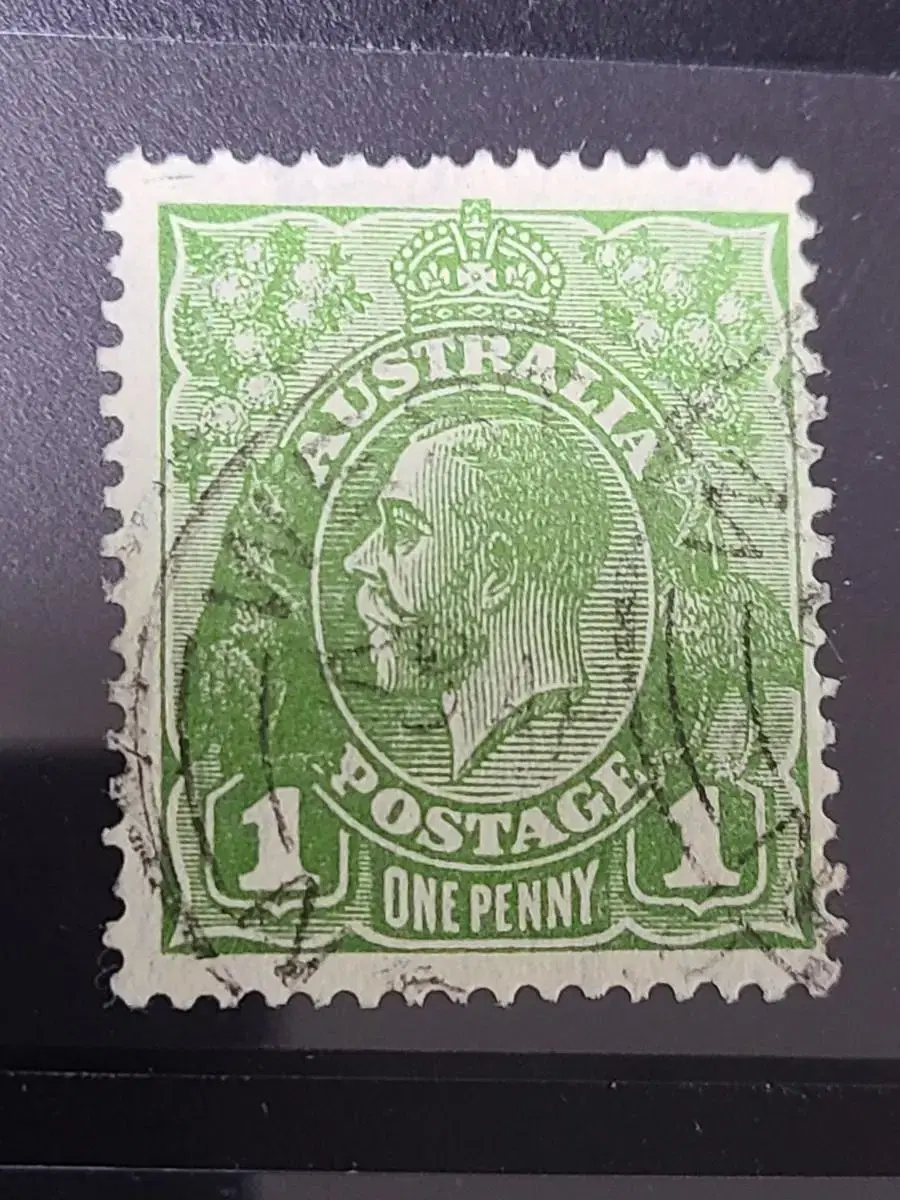 AUSTRALIA
POSTAGE
1 1
ONE PENNY